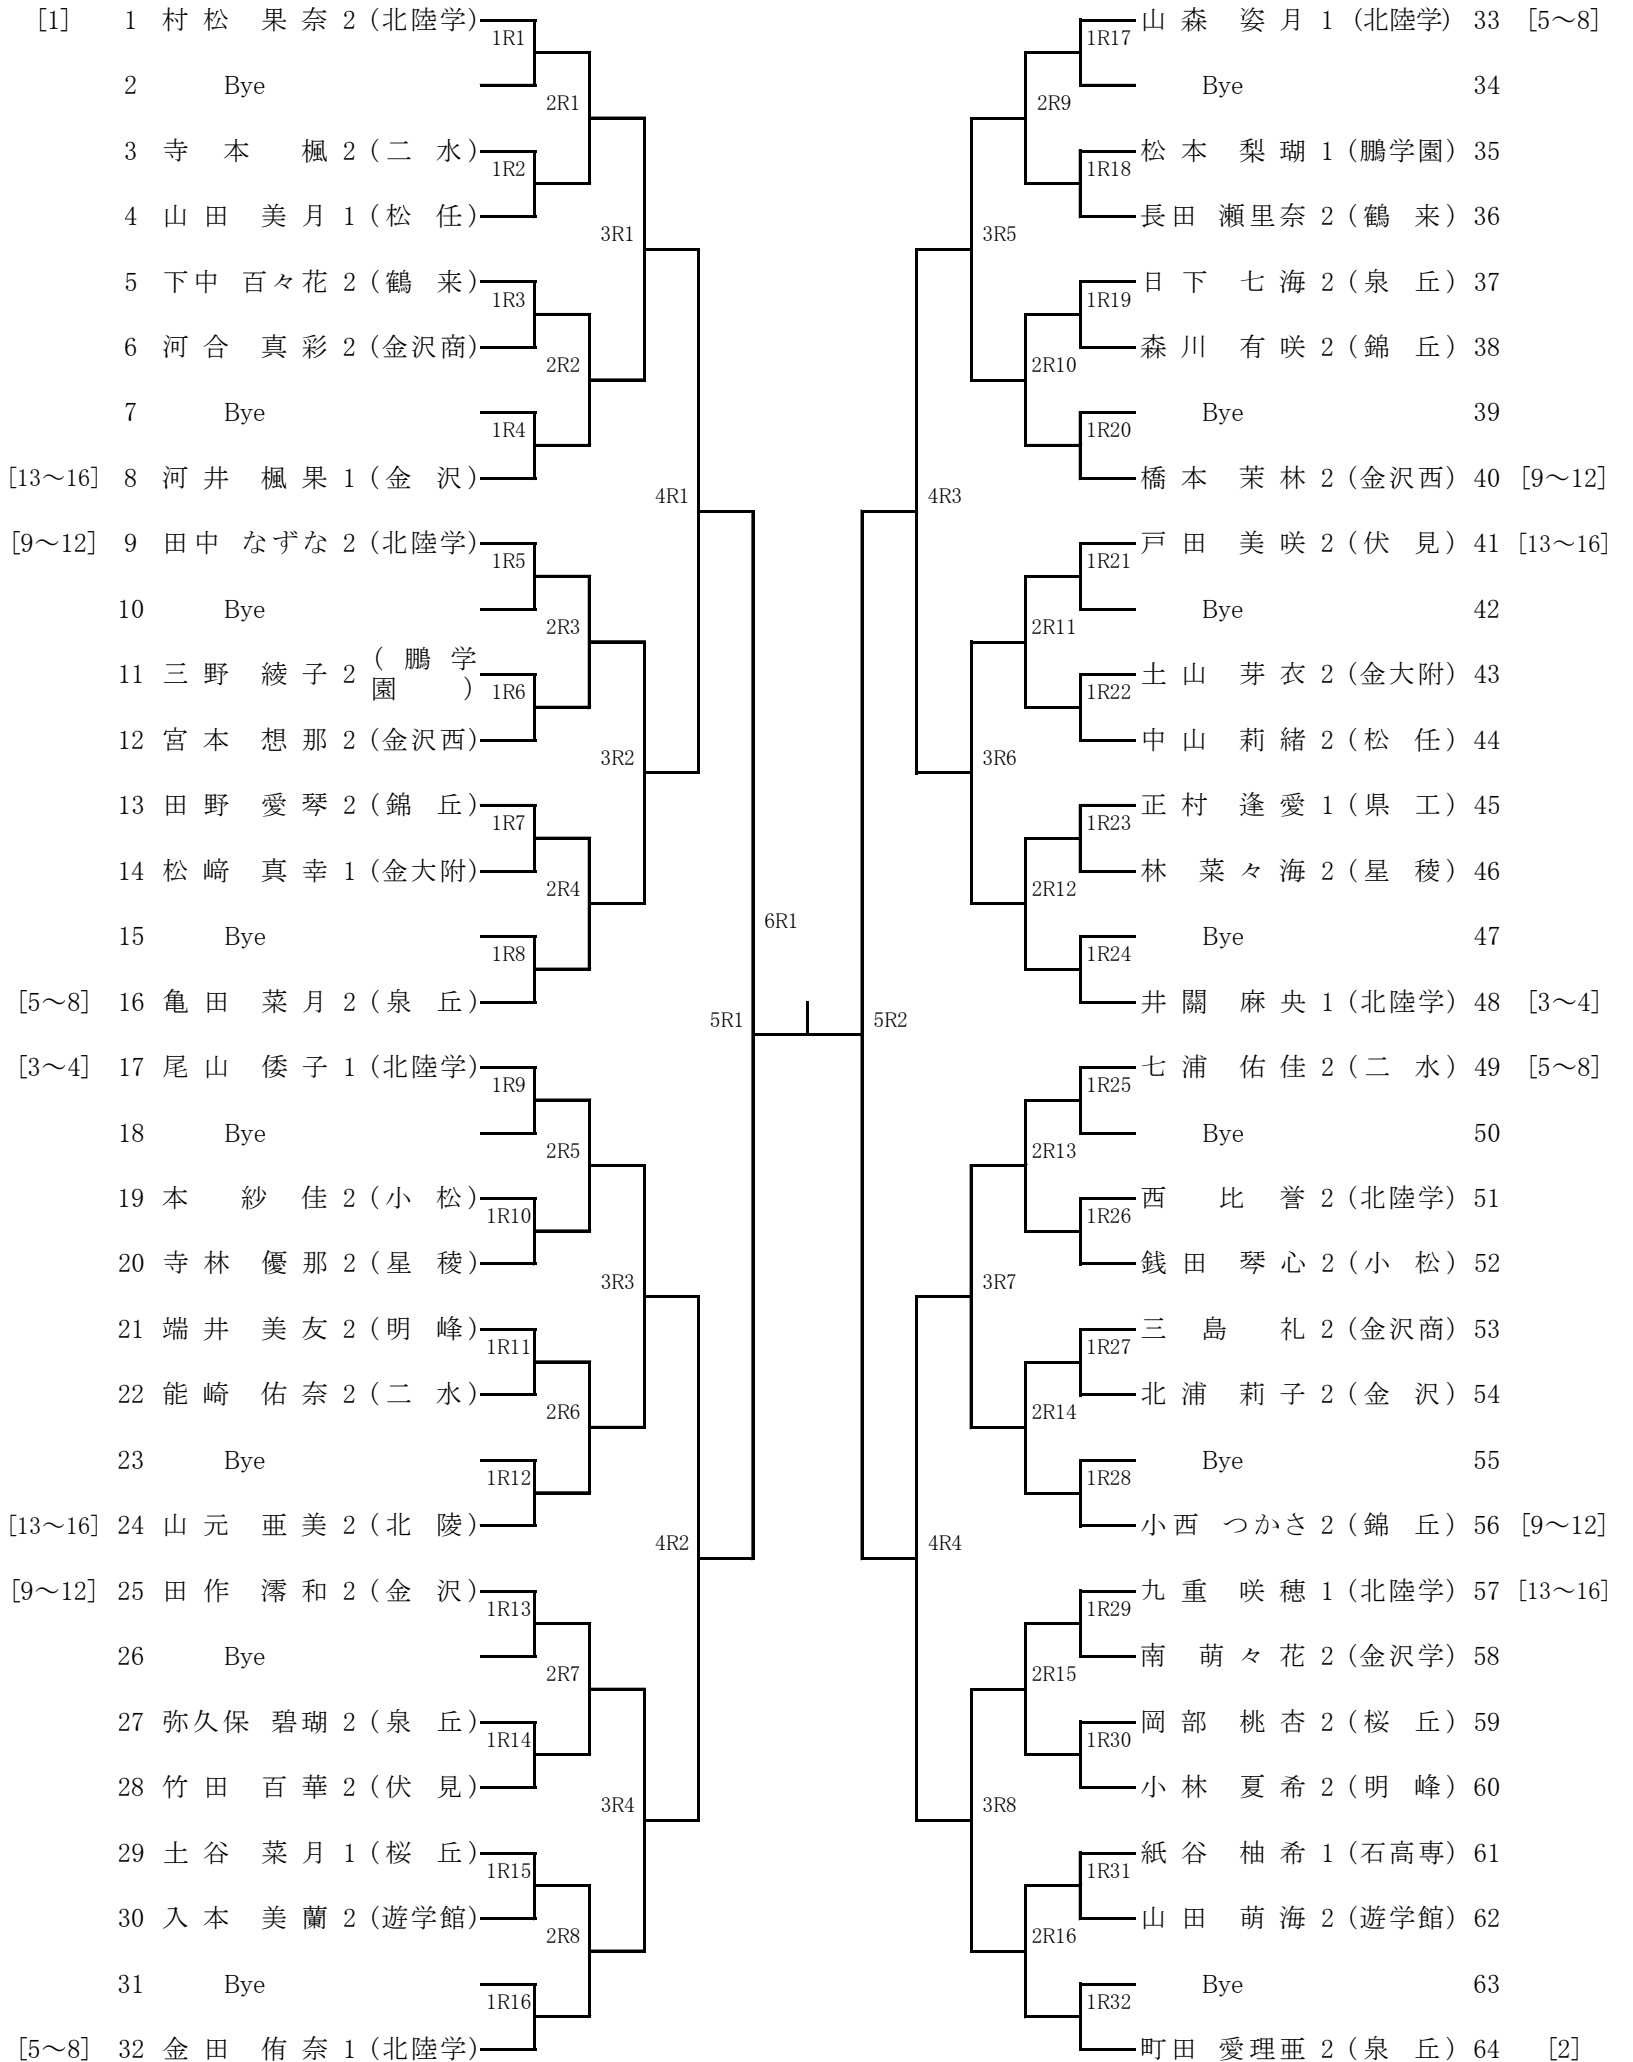 [1] 1 村松 果奈 2 (北陸学)
1R1
2 Bye
2R1
3 寺本 楓 2 (二水)
1R2
4 山田 美月 1 (松任)
3R1
5 下中 百々花 2 (鶴来)
1R3
6 河合 真彩 2 (金沢商)
2R2
7 Bye
1R4
[13～16] 8 河井 楓果 1 (金沢)
4R1
[9～12] 9 田中 なずな 2 (北陸学)
1R5
10 Bye
2R3
11 三野 綾子 2 (鵬学園)
1R6
12 宮本 想那 2 (金沢西)
3R2
13 田野 愛琴 2 (錦丘)
1R7
14 松﨑 真幸 1 (金大附)
2R4
15 Bye
1R8
[5～8] 16 亀田 菜月 2 (泉丘)
5R1
[3～4] 17 尾山 倭子 1 (北陸学)
1R9
18 Bye
2R5
19 本 紗佳 2 (小松)
1R10
20 寺林 優那 2 (星稜)
3R3
21 端井 美友 2 (明峰)
1R11
22 能崎 佑奈 2 (二水)
2R6
23 Bye
1R12
[13～16] 24 山元 亜美 2 (北陵)
4R2
[9～12] 25 田作 澪和 2 (金沢)
1R13
26 Bye
2R7
27 弥久保 碧瑚 2 (泉丘)
1R14
28 竹田 百華 2 (伏見)
3R4
29 土谷 菜月 1 (桜丘)
1R15
30 入本 美蘭 2 (遊学館)
2R8
31 Bye
1R16
[5～8] 32 金田 侑奈 1 (北陸学)
6R1
山森 姿月 1 (北陸学) 33 [5～8]
1R17
Bye 34
2R9
松本 梨瑚 1 (鵬学園) 35
1R18
長田 瀬里奈 2 (鶴来) 36
3R5
日下 七海 2 (泉丘) 37
1R19
森川 有咲 2 (錦丘) 38
2R10
Bye 39
1R20
橋本 茉林 2 (金沢西) 40 [9～12]
4R3
戸田 美咲 2 (伏見) 41 [13～16]
1R21
Bye 42
2R11
土山 芽衣 2 (金大附) 43
1R22
中山 莉緒 2 (松任) 44
3R6
正村 逢愛 1 (県工) 45
1R23
林 菜々海 2 (星稜) 46
2R12
Bye 47
1R24
井關 麻央 1 (北陸学) 48 [3～4]
5R2
七浦 佑佳 2 (二水) 49 [5～8]
1R25
Bye 50
2R13
西 比誉 2 (北陸学) 51
1R26
銭田 琴心 2 (小松) 52
3R7
三島 礼 2 (金沢商) 53
1R27
北浦 莉子 2 (金沢) 54
2R14
Bye 55
1R28
小西 つかさ 2 (錦丘) 56 [9～12]
4R4
九重 咲穂 1 (北陸学) 57 [13～16]
1R29
南 萌々花 2 (金沢学) 58
2R15
岡部 桃杏 2 (桜丘) 59
1R30
小林 夏希 2 (明峰) 60
3R8
紙谷 柚希 1 (石高専) 61
1R31
山田 萌海 2 (遊学館) 62
2R16
Bye 63
1R32
町田 愛理亜 2 (泉丘) 64 [2]